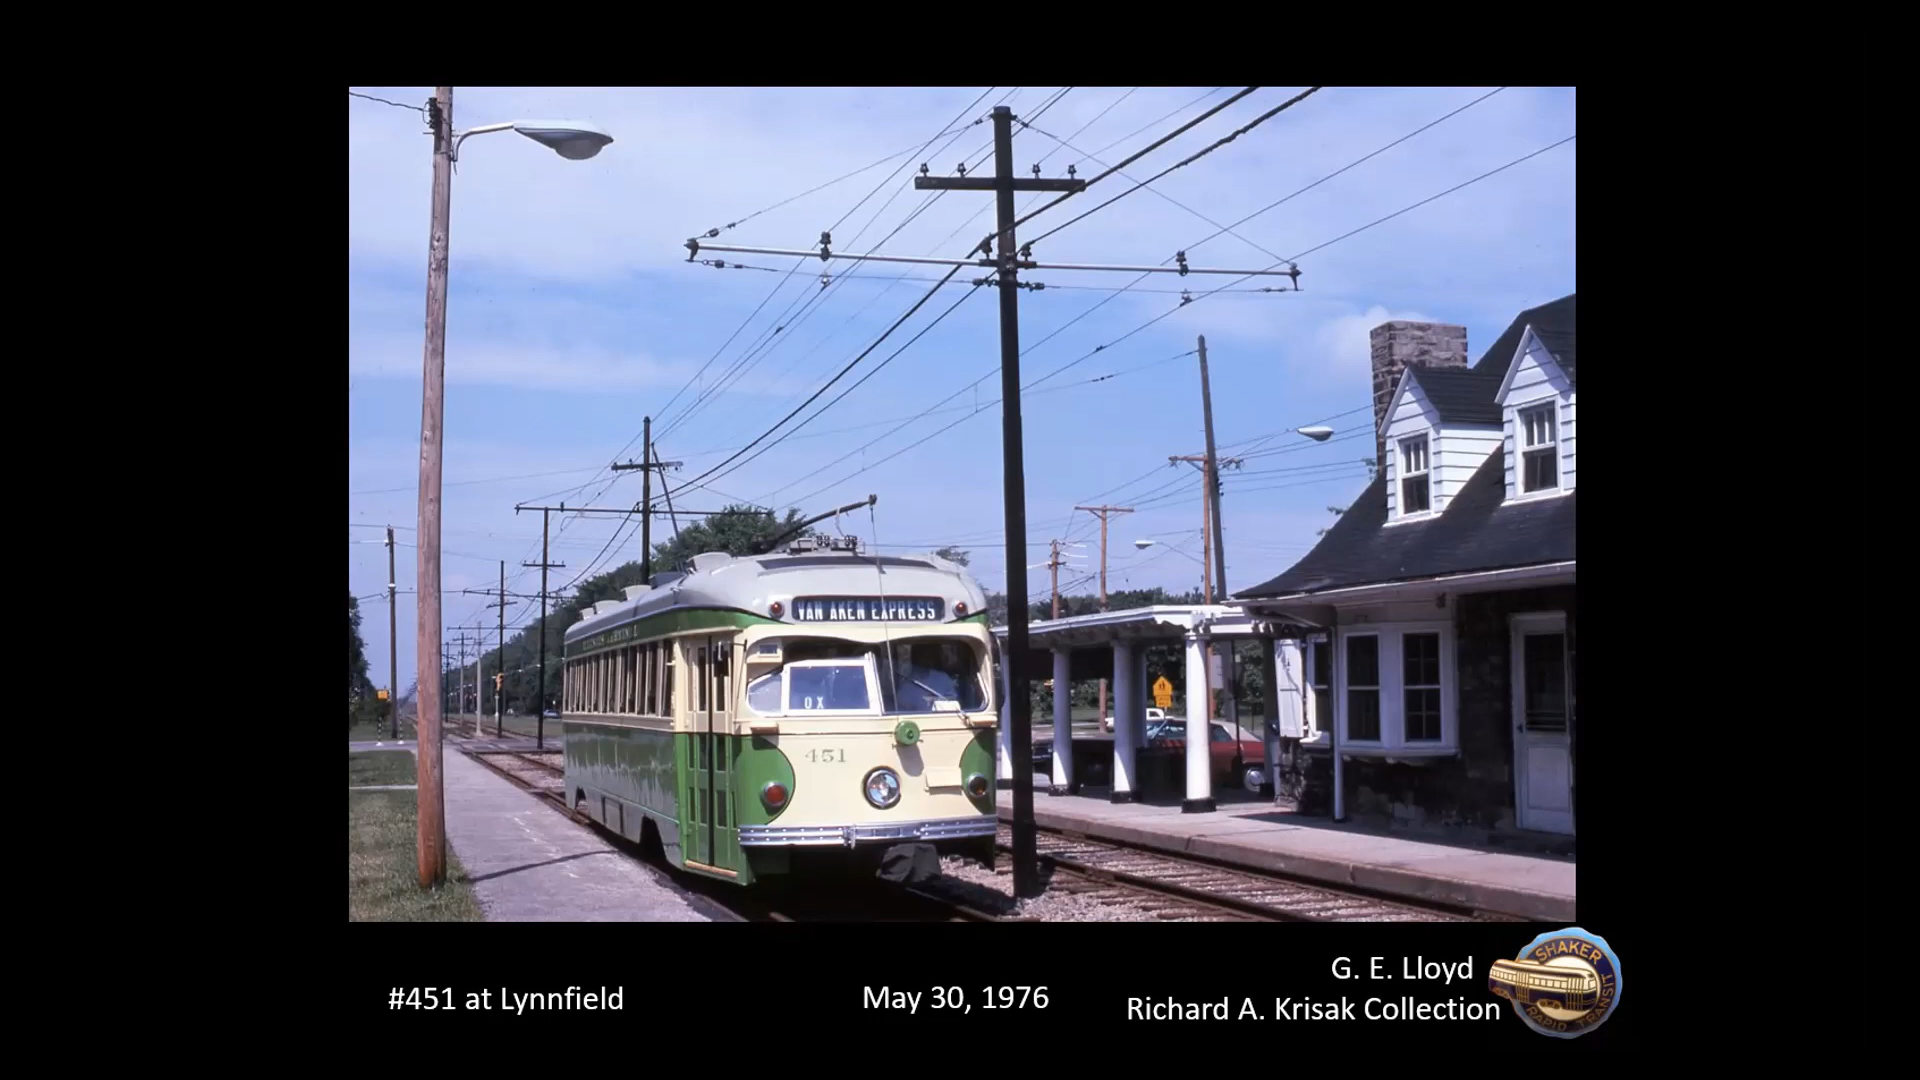 VAN AKEN EXPRESS
OX
451
#451 at Lynnfield
May 30, 1976
G. E. Lloyd
Richard A. Krisak Collection
SHAKER
RAPID TRANSIT